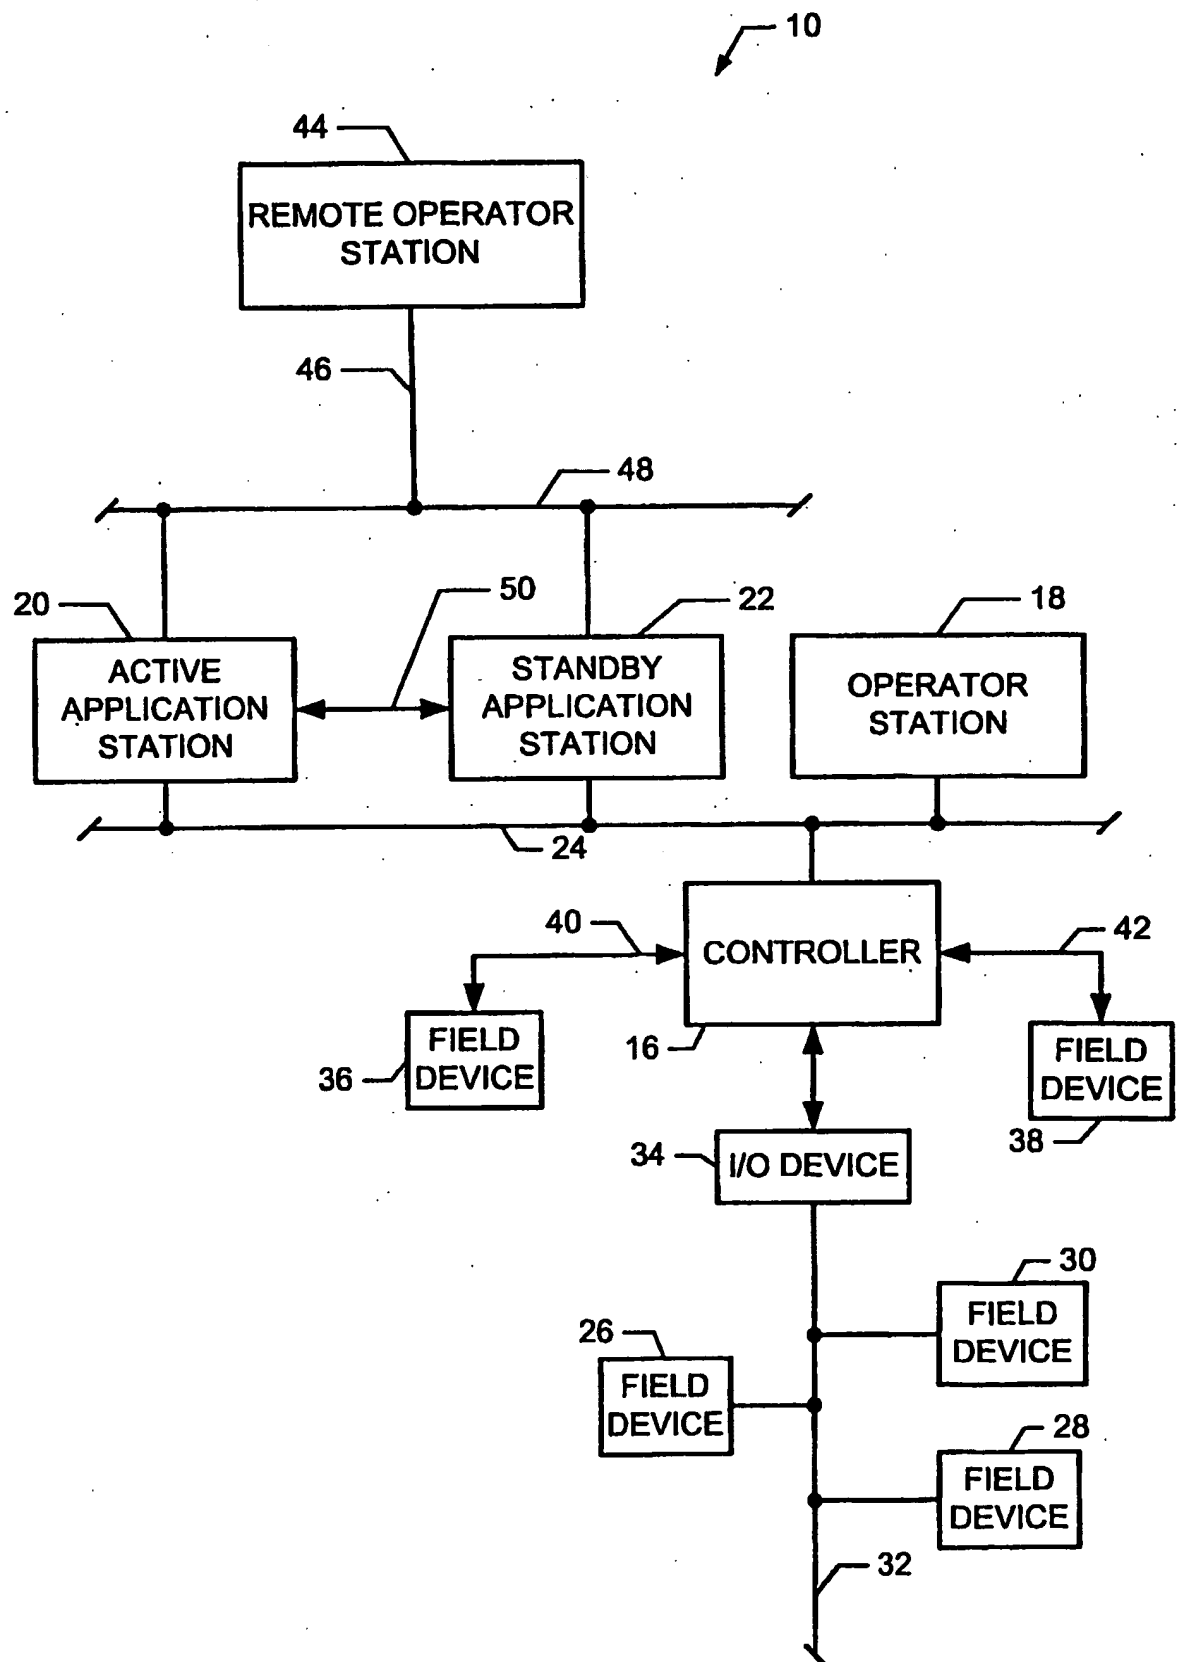 10
44
REMOTE OPERATOR
STATION
46
48
20
50
22
18
ACTIVE
APPLICATION
STATION
STANDBY
APPLICATION
STATION
OPERATOR
STATION
24
40
42
CONTROLLER
16
FIELD
DEVICE
36
FIELD
DEVICE
38
34
I/O DEVICE
30
FIELD
DEVICE
26
FIELD
DEVICE
28
FIELD
DEVICE
32